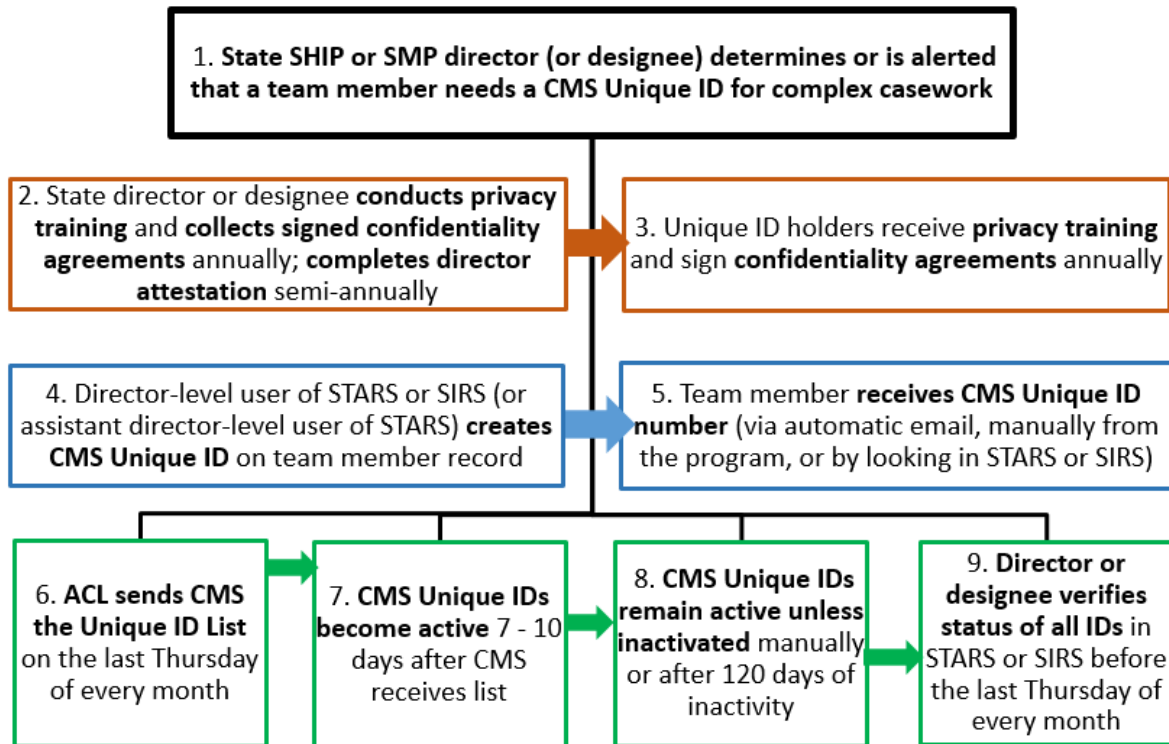 1. State SHIP or SMP director (or designee) determines or is alerted
that a team member needs a CMS Unique ID for complex casework
2. State director or designee conducts privacy
training and collects signed confidentiality
agreements annually; completes director
attestation semi-annually
3. Unique ID holders receive privacy training
and sign confidentiality agreements annually
4. Director-level user of STARS or SIRS (or
assistant director-level user of STARS) creates
CMS Unique ID on team member record
5. Team member receives CMS Unique ID
number (via automatic email, manually from
the program, or by looking in STARS or SIRS)
6. ACL sends CMS
the Unique ID List
on the last Thursday
of every month
7. CMS Unique IDs
become active 7 - 10
days after CMS
receives list
8. CMS Unique IDs
remain active unless
inactivated manually
or after 120 days of
inactivity
9. Director or
designee verifies
status of all IDs in
STARS or SIRS before
the last Thursday of
every month